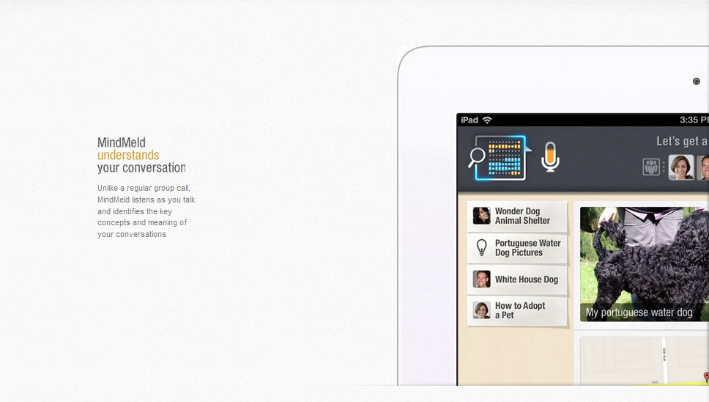 MindMeld
understands
your conversation
Unlike a regular group call,
MindMeld listens as you talk
and identifies the key
concepts and meaning of
your conversations
iPad
3:35 PM
Let's get a
Wonder Dog
Animal Shelter
Portuguese Water
Dog Pictures
White House Dog
How to Adopt
a Pet
My portuguese water dog